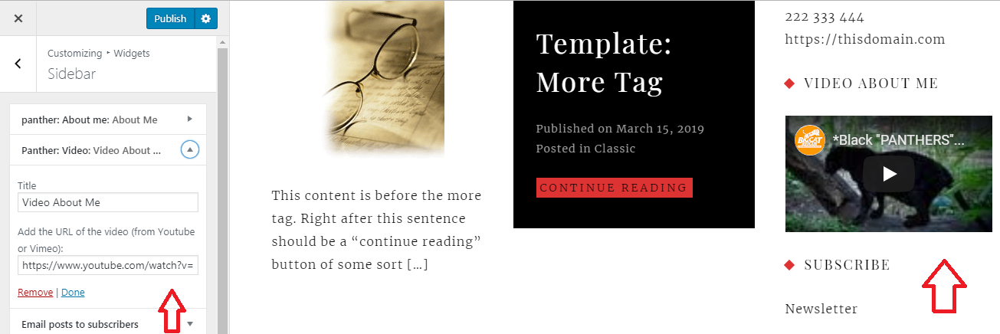 Publish
Customizing ▸ Widgets
Sidebar
panther: About me: About Me
Panther: Video: Video About ...
Title
Video About Me
Add the URL of the video (from Youtube
or Vimeo):
https://www.youtube.com/watch?v=
Remove | Done
Email posts to subscribers
This content is before the more
tag. Right after this sentence
should be a “continue reading”
button of some sort […]
Template:
More Tag
Published on March 15, 2019
Posted in Classic
CONTINUE READING
222 333 444
https://thisdomain.com
VIDEO ABOUT ME
BIGCAT
*Black "PANTHERS"...
SUBSCRIBE
Newsletter